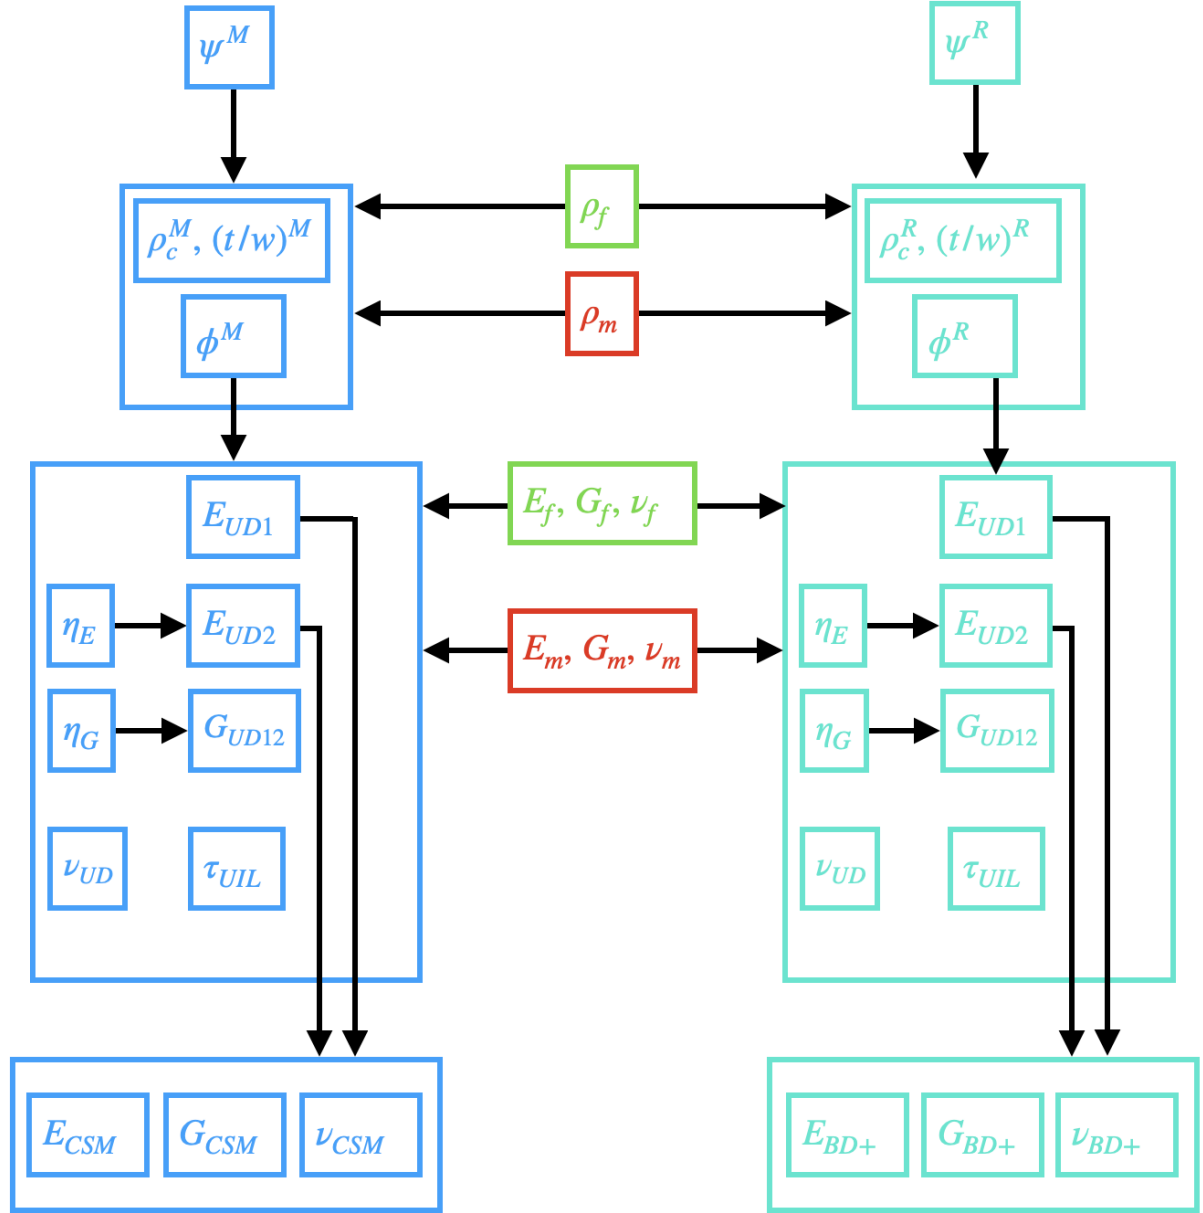 ψ^M
ψ^R
ρ_f
ρ_c^M, (t/w)^M
ρ_c^R, (t/w)^R
ρ_m
ϕ^M
ϕ^R
E_UD1
E_f, G_f, ν_f
E_UD1
η_E
E_UD2
E_m, G_m, ν_m
η_E
E_UD2
η_G
G_UD12
η_G
G_UD12
ν_UD
τ_UIL
ν_UD
τ_UIL
E_CSM
G_CSM
ν_CSM
E_BD+
G_BD+
ν_BD+